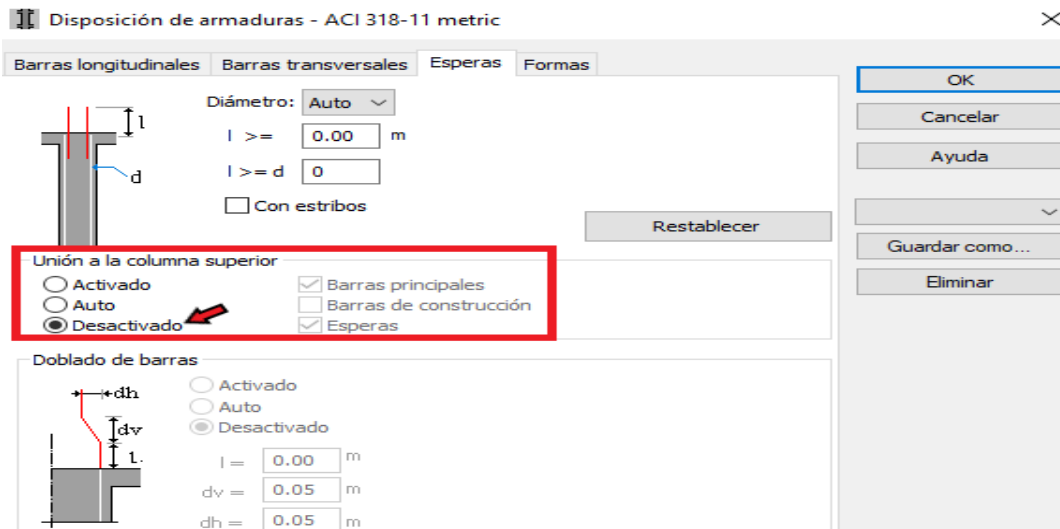 Disposición de armaduras - ACI 318-11 metric
Barras longitudinales Barras transversales Esperas Formas
OK
Cancelar
Ayuda
Guardar como...
Eliminar
Diámetro: Auto
l
d
l >= 0.00 m
l >= d 0
Con estribos
Restablecer
Unión a la columna superior
Activado
Auto
Desactivado
Barras principales
Barras de construcción
Esperas
Doblado de barras
dh
dv
l.
Activado
Auto
Desactivado
l = 0.00 m
dv = 0.05 m
dh = 0.05 m